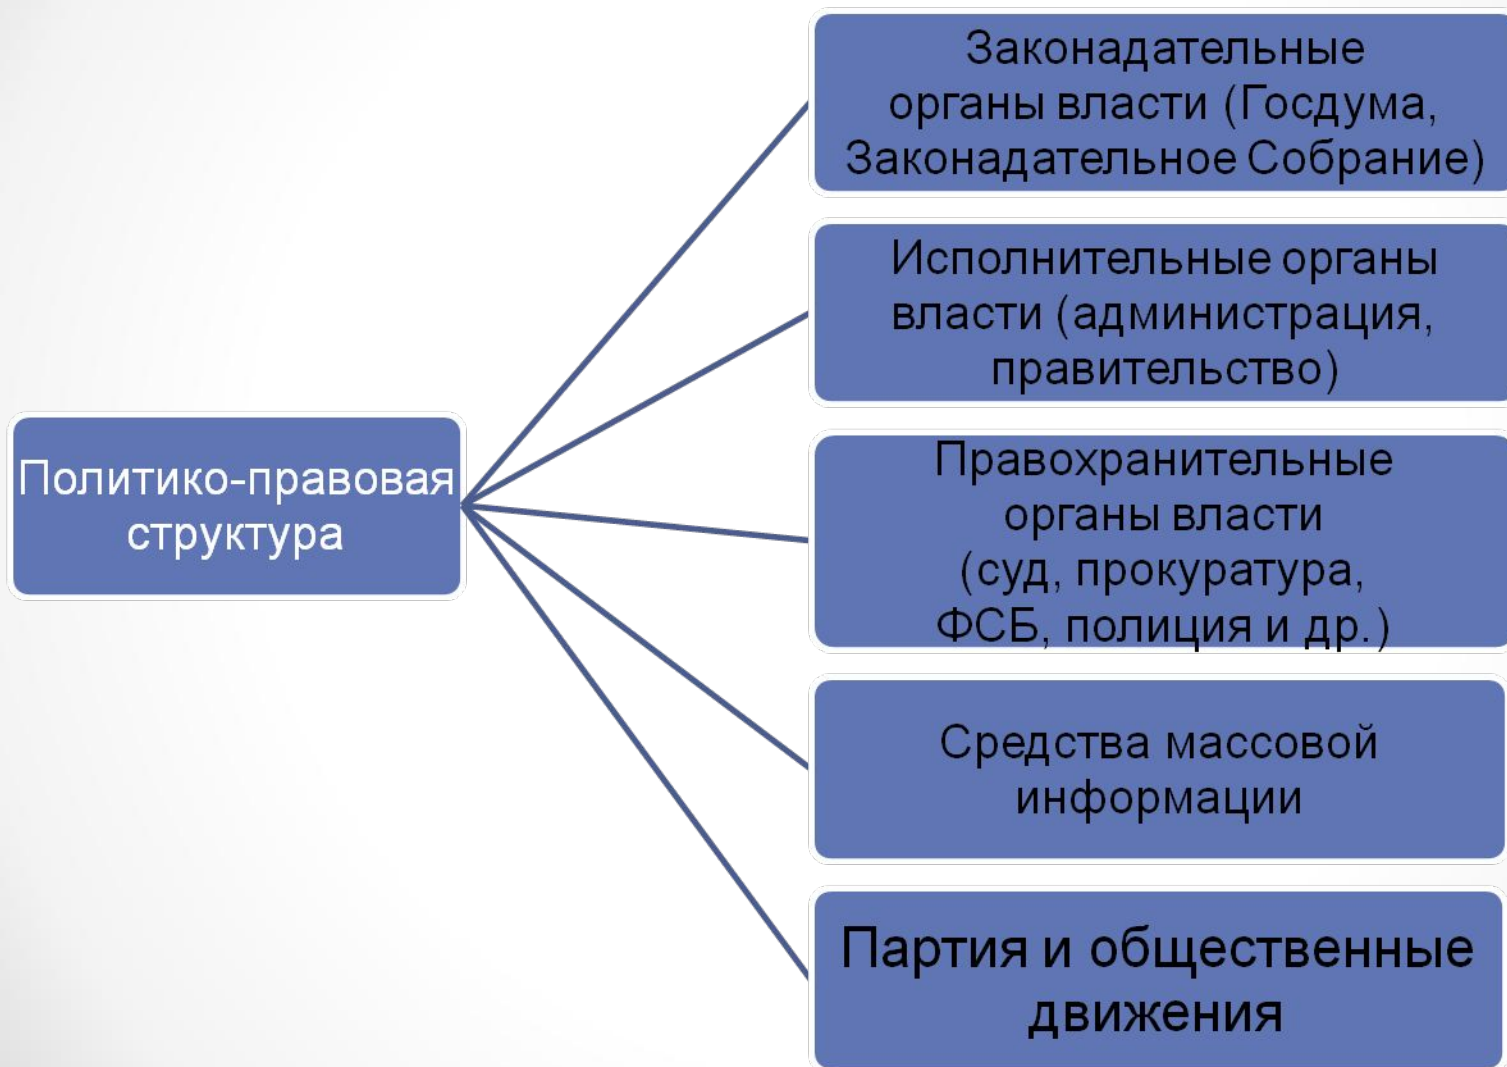 Политико-правовая
структура
Законадательные
органы власти (Госдума,
Законадательное Собрание)
Исполнительные органы
власти (администрация,
правительство)
Правохранительные
органы власти
(суд, прокуратура,
ФСБ, полиция и др.)
Средства массовой
информации
Партия и общественные
движения